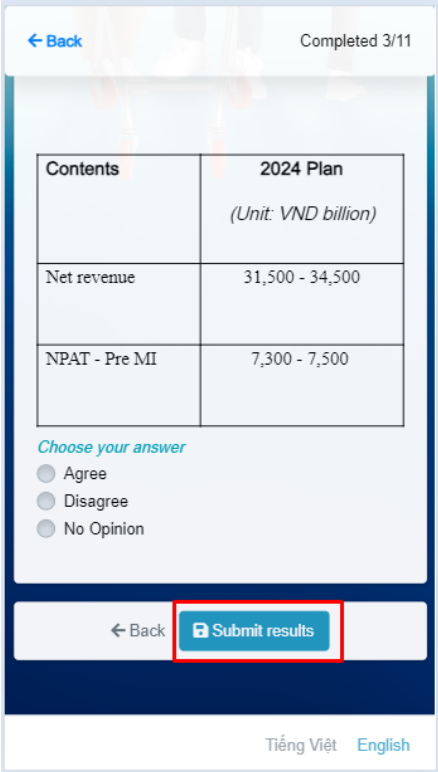 Back
Completed 3/11
Contents
2024 Plan
(Unit: VND billion)
Net revenue
31,500 - 34,500
NPAT - Pre MI
7,300 - 7,500
Choose your answer
Agree
Disagree
No Opinion
Back
Submit results
Tiếng Việt English